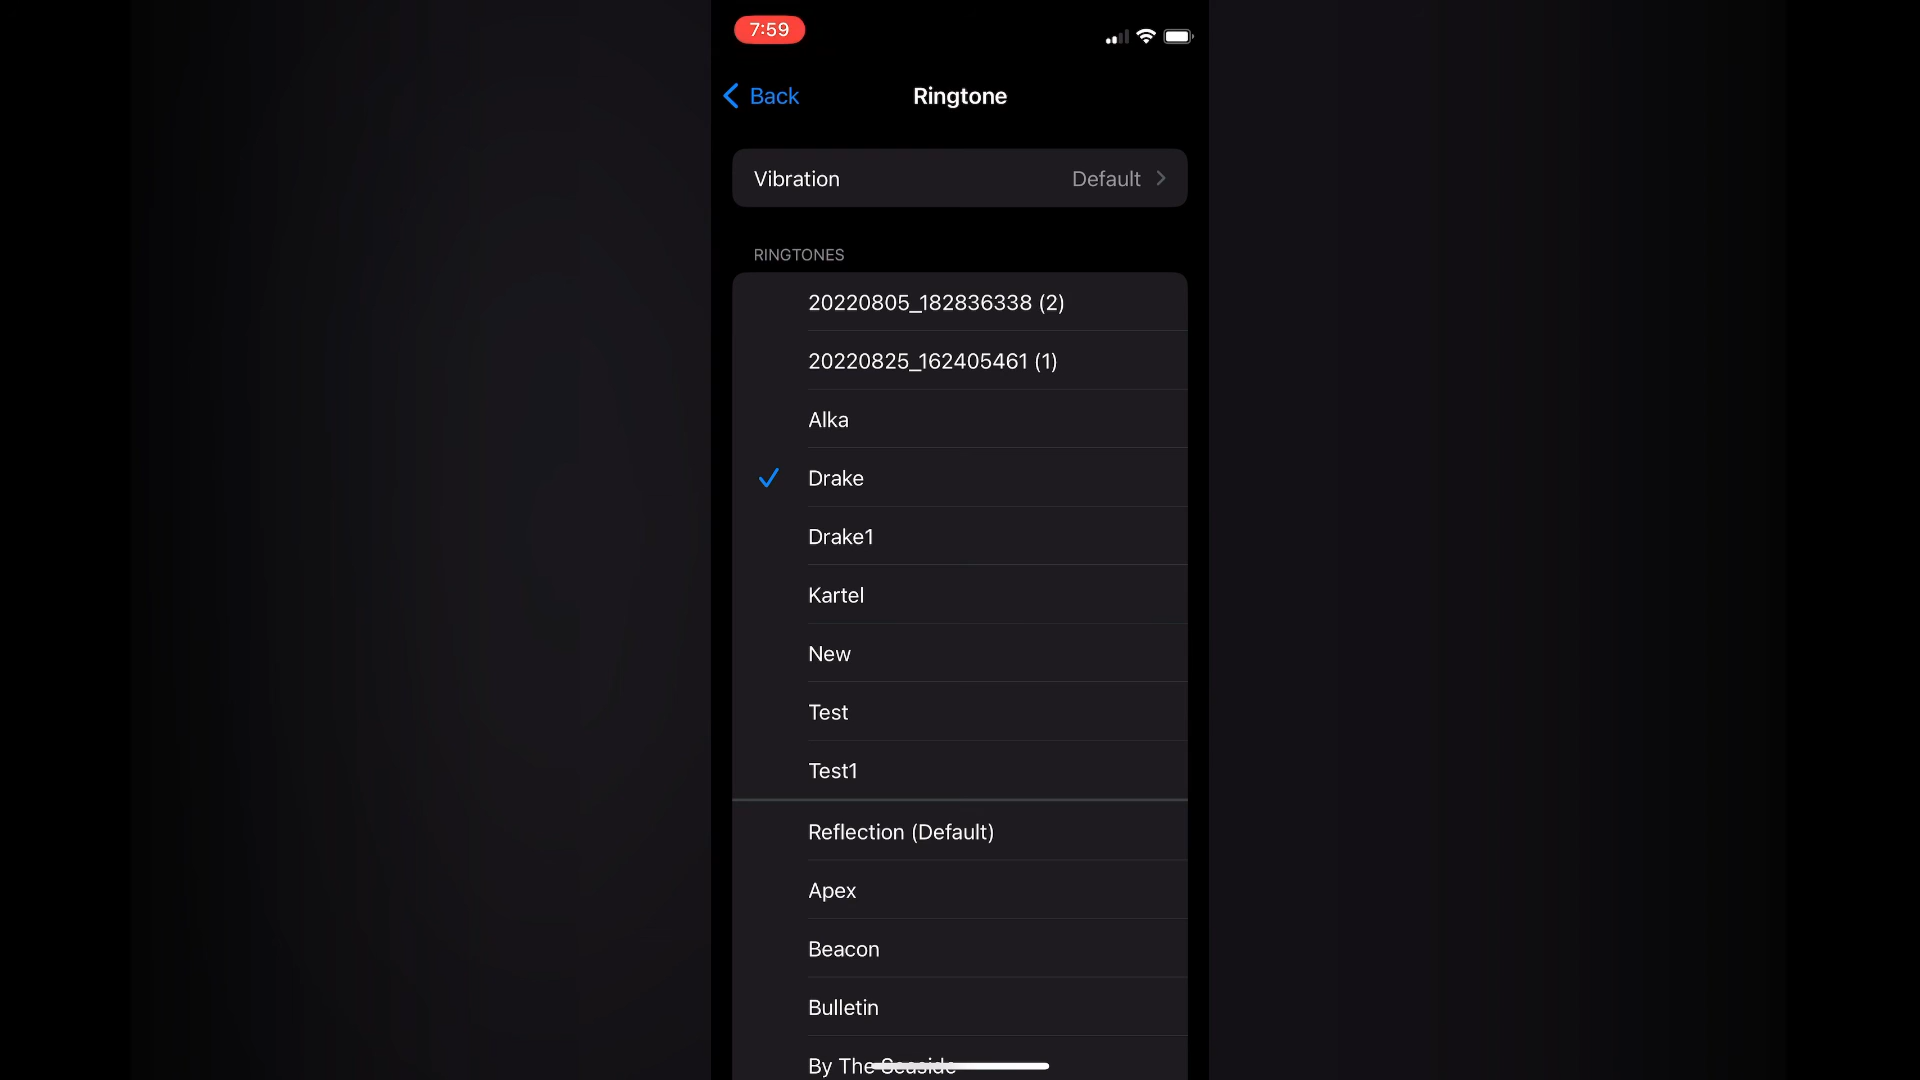 7:59
Back
Ringtone
Vibration
Default
RINGTONES
20220805_182836338 (2)
20220825_162405461 (1)
Alka
Drake
Drake1
Kartel
New
Test
Test1
Reflection (Default)
Apex
Beacon
Bulletin
By The Seaside